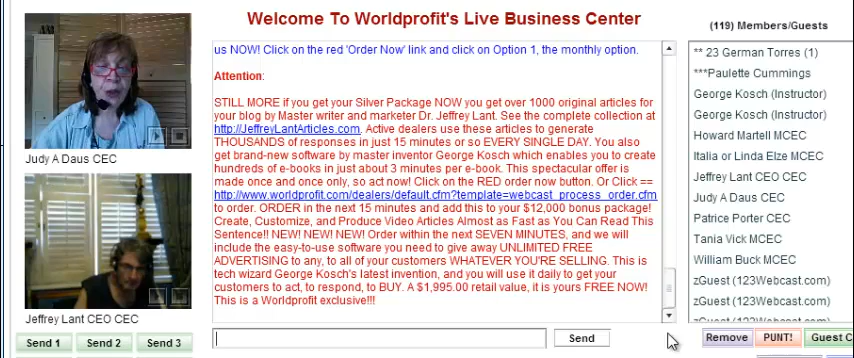 Welcome To Worldprofit's Live Business Center
(119) Members/Guests
us NOW! Click on the red 'Order Now' link and click on Option 1, the monthly option.
Attention:
STILL MORE if you get your Silver Package NOW you get over 1000 original articles for
your blog by Master writer and marketer Dr. Jeffrey Lant. See the complete collection at
http://JeffreyLantArticles.com. Active dealers use these articles to generate
THOUSANDS of responses in just 15 minutes or so EVERY SINGLE DAY. You also
get brand-new software by master inventor George Kosch which enables you to create
hundreds of e-books in just about 3 minutes per e-book. This spectacular offer is
made once and once only, so act now! Click on the RED order now button. Or Click ==
http://www.worldprofit.com/dealers/default.cfm?template=webcast_process_order.cfm
to order. ORDER in the next 15 minutes and add this to your $12,000 bonus package!
Create, Customize, and Produce Video Articles Almost as Fast as You Can Read This
Sentence!! NEW! NEW! NEW! Order within the next SEVEN MINUTES, and we will
include the easy-to-use software you need to give away UNLIMITED FREE
ADVERTISING to any, to all of your customers WHATEVER YOU'RE SELLING. This is
tech wizard George Kosch's latest invention, and you will use it daily to get your
customers to act, to respond, to BUY. A $1,995.00 retail value, it is yours FREE NOW!
This is a Worldprofit exclusive!!!
** 23 German Torres (1)
***Paulette Cummings
George Kosch (Instructor)
George Kosch (Instructor)
Howard Martell MCEC
Italia or Linda Elze MCEC
Jeffrey Lant CEO CEC
Judy A Daus CEC
Patrice Porter CEC
Tania Vick MCEC
William Buck MCEC
zGuest (123Webcast.com)
zGuest (123Webcast.com)
zGuest (123Webcast.com)
Judy A Daus CEC
Jeffrey Lant CEO CEC
Send 1
Send 2
Send 3
Send
Remove
PUNT!
Guest C